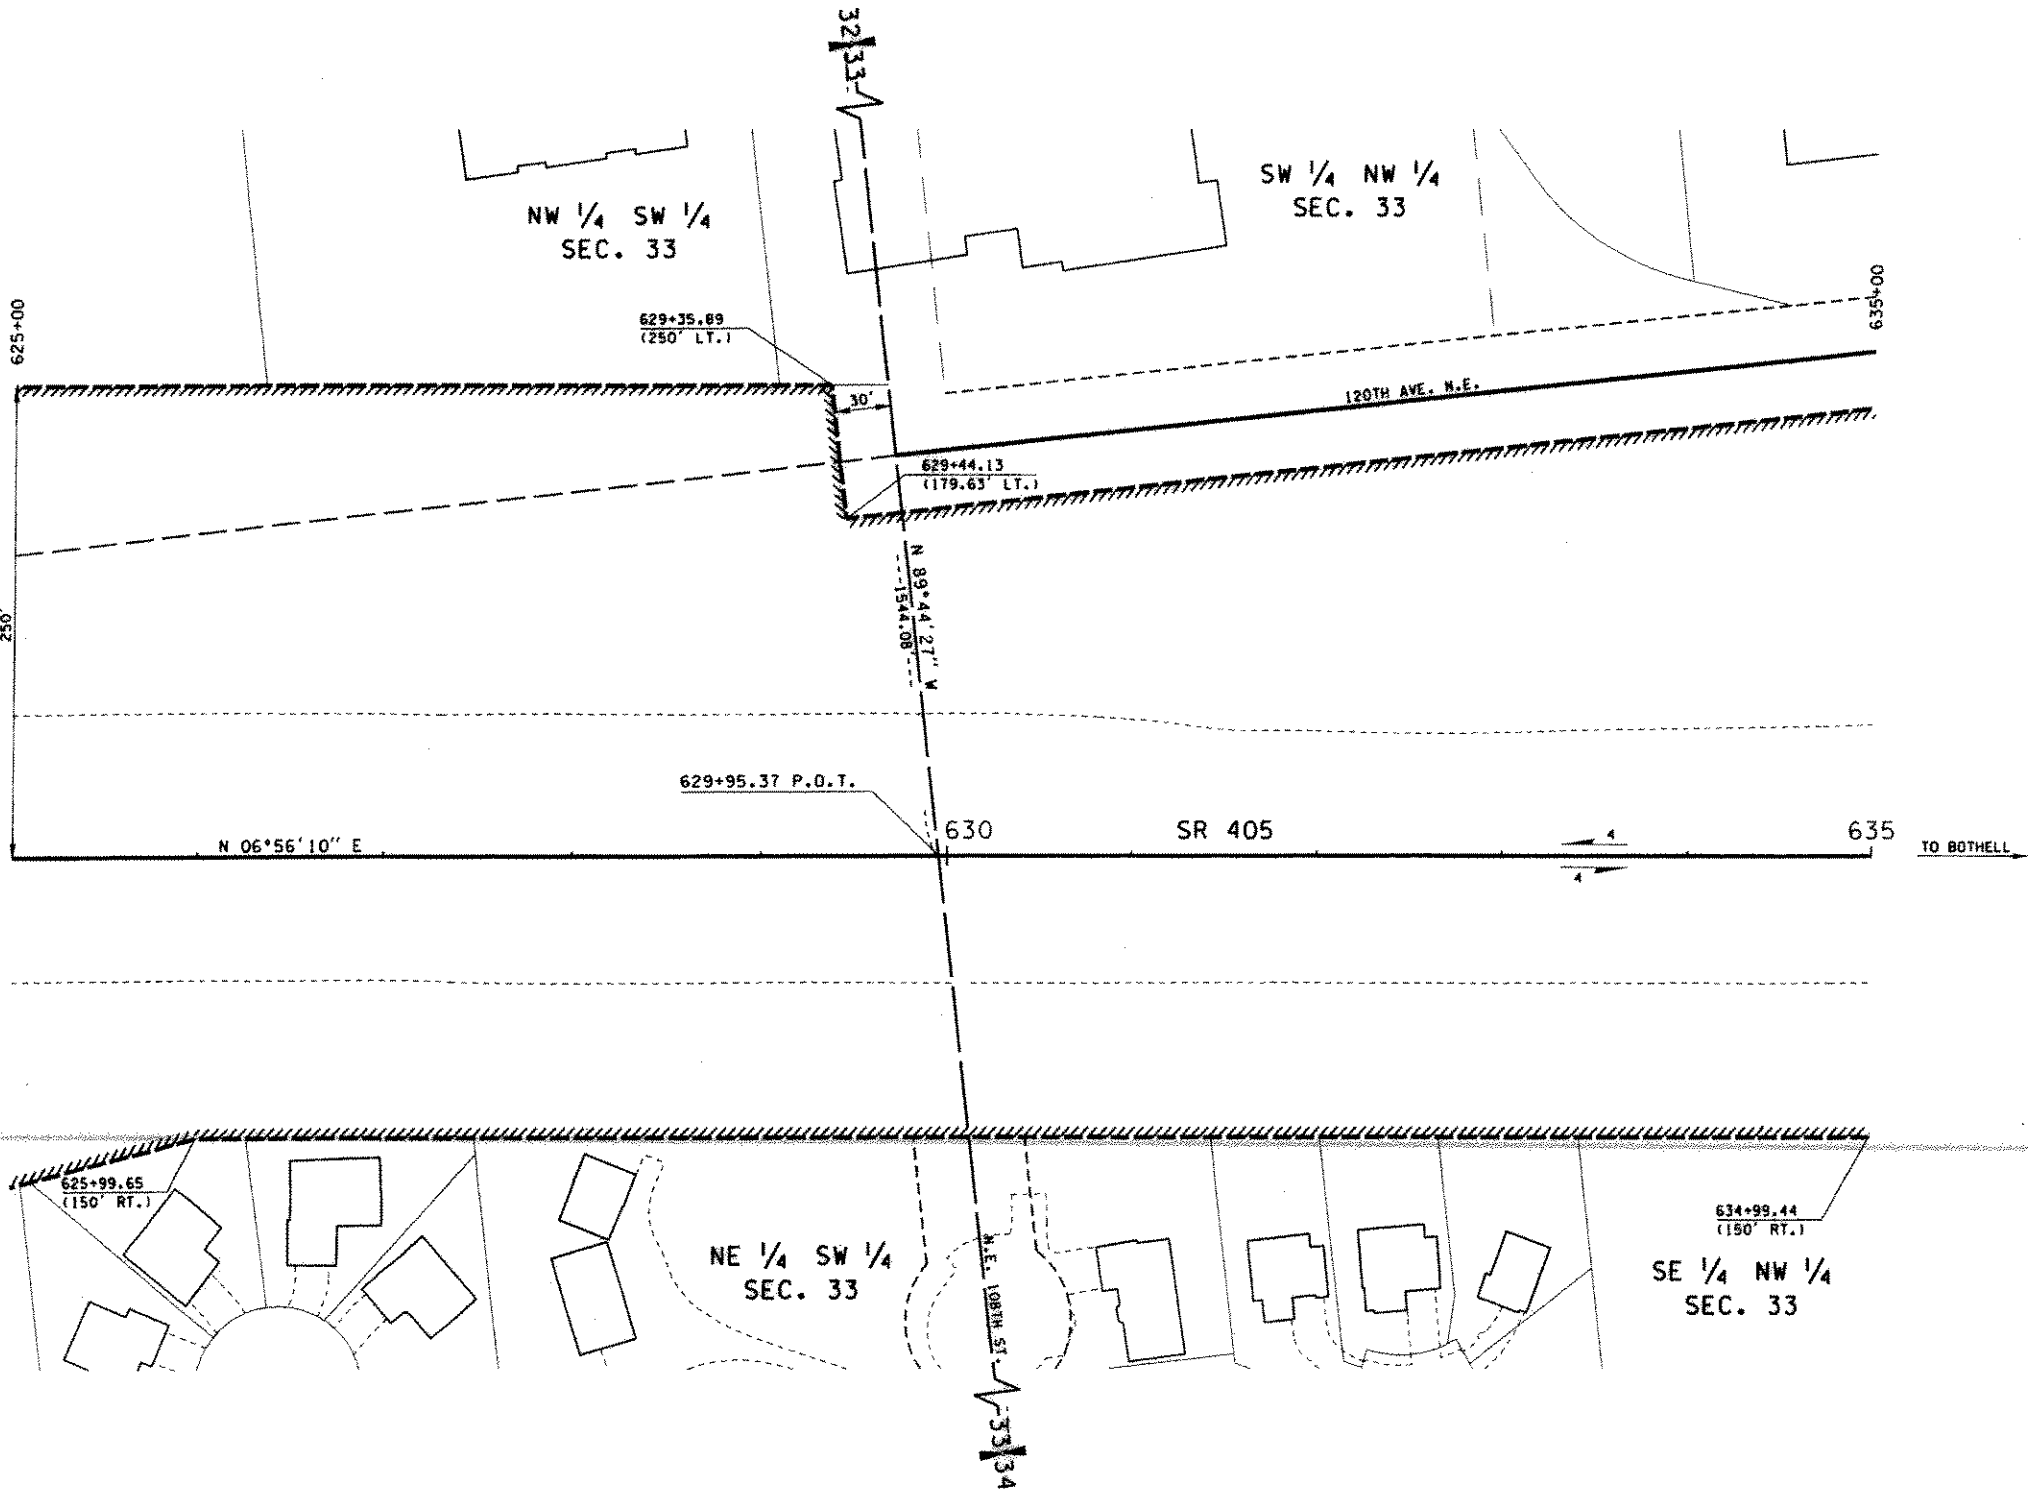 32 33
NW 1/4 SW 1/4
SEC. 33
SW 1/4 NW 1/4
SEC. 33
625+00
635+00
629+35.89
(250' LT.)
30'
120TH AVE. N.E.
629+44.13
(179.63' LT.)
N 89°44'27" W
1544.08'
250'
629+95.37 P.O.T.
N 06°56'10" E
630
SR 405
4
4
635
TO BOTHELL
625+99.65
(150' RT.)
634+99.44
(150' RT.)
NE 1/4 SW 1/4
SEC. 33
N.E. 108TH ST.
SE 1/4 NW 1/4
SEC. 33
33 34